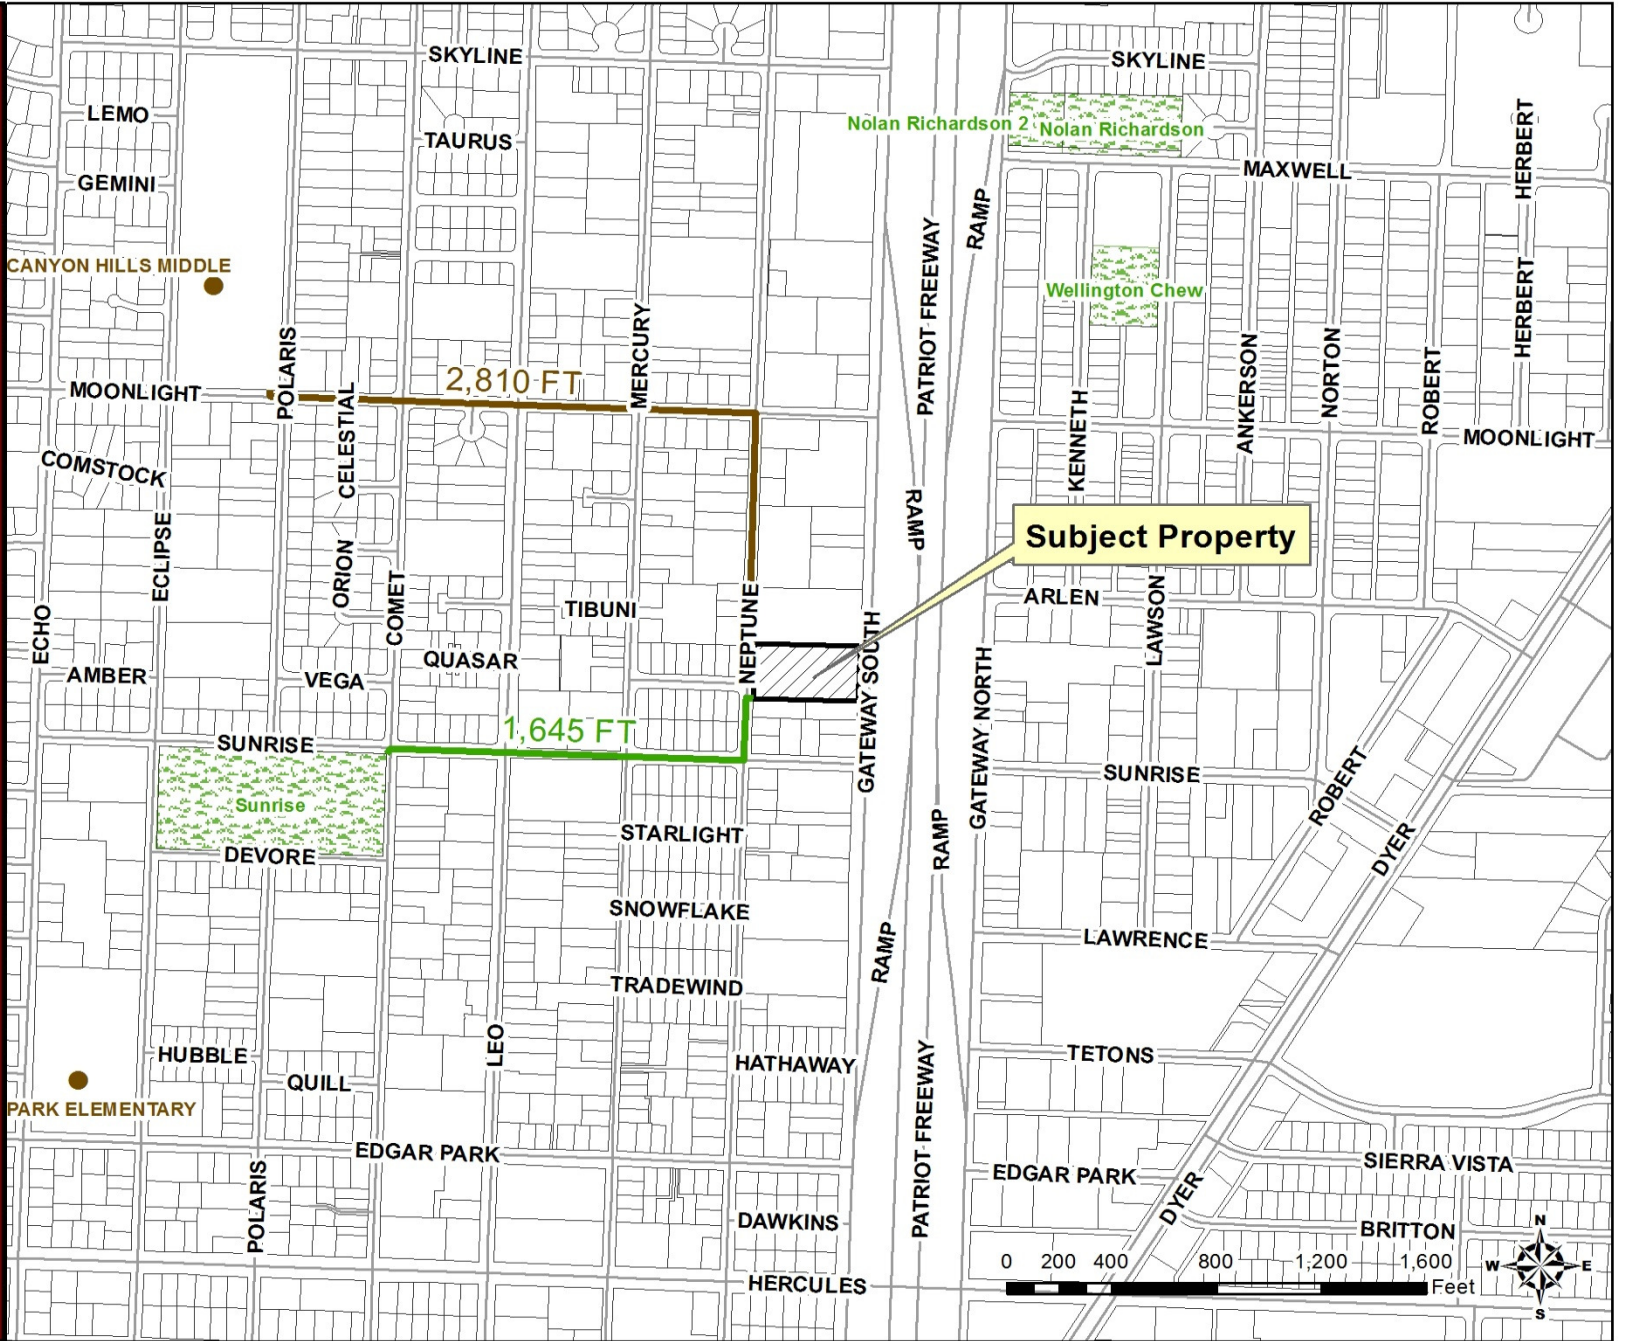 SKYLINE
SKYLINE
LEMO
TAURUS
Nolan Richardson 2
Nolan Richardson
HERBERT
GEMINI
MAXWELL
RAMP
PATRIOT FREEWAY
CANYON HILLS MIDDLE
Wellington Chew
HERBERT
POLARIS
MERCURY
ANKERSON
NORTON
ROBERT
2,810 FT
MOONLIGHT
CELESTIAL
KENNETH
MOONLIGHT
COMSTOCK
ECLIPSE
RAMP
Subject Property
ORION
COMET
TIBUNI
NEPTUNE
ARLEN
LAWSON
ECHO
GATEWAY SOUTH
GATEWAY NORTH
AMBER
VEGA
QUASAR
1,645 FT
SUNRISE
SUNRISE
Sunrise
ROBERT
DYER
STARLIGHT
RAMP
DEVORE
SNOWFLAKE
LAWRENCE
RAMP
TRADEWIND
LEO
HUBBLE
HATHAWAY
TETONS
QUILL
PARK ELEMENTARY
PATRIOT FREEWAY
EDGAR PARK
EDGAR PARK
SIERRA VISTA
POLARIS
DYER
DAWKINS
BRITTON
HERCULES
0 200 400 800 1,200 1,600
Feet
N
W E
S